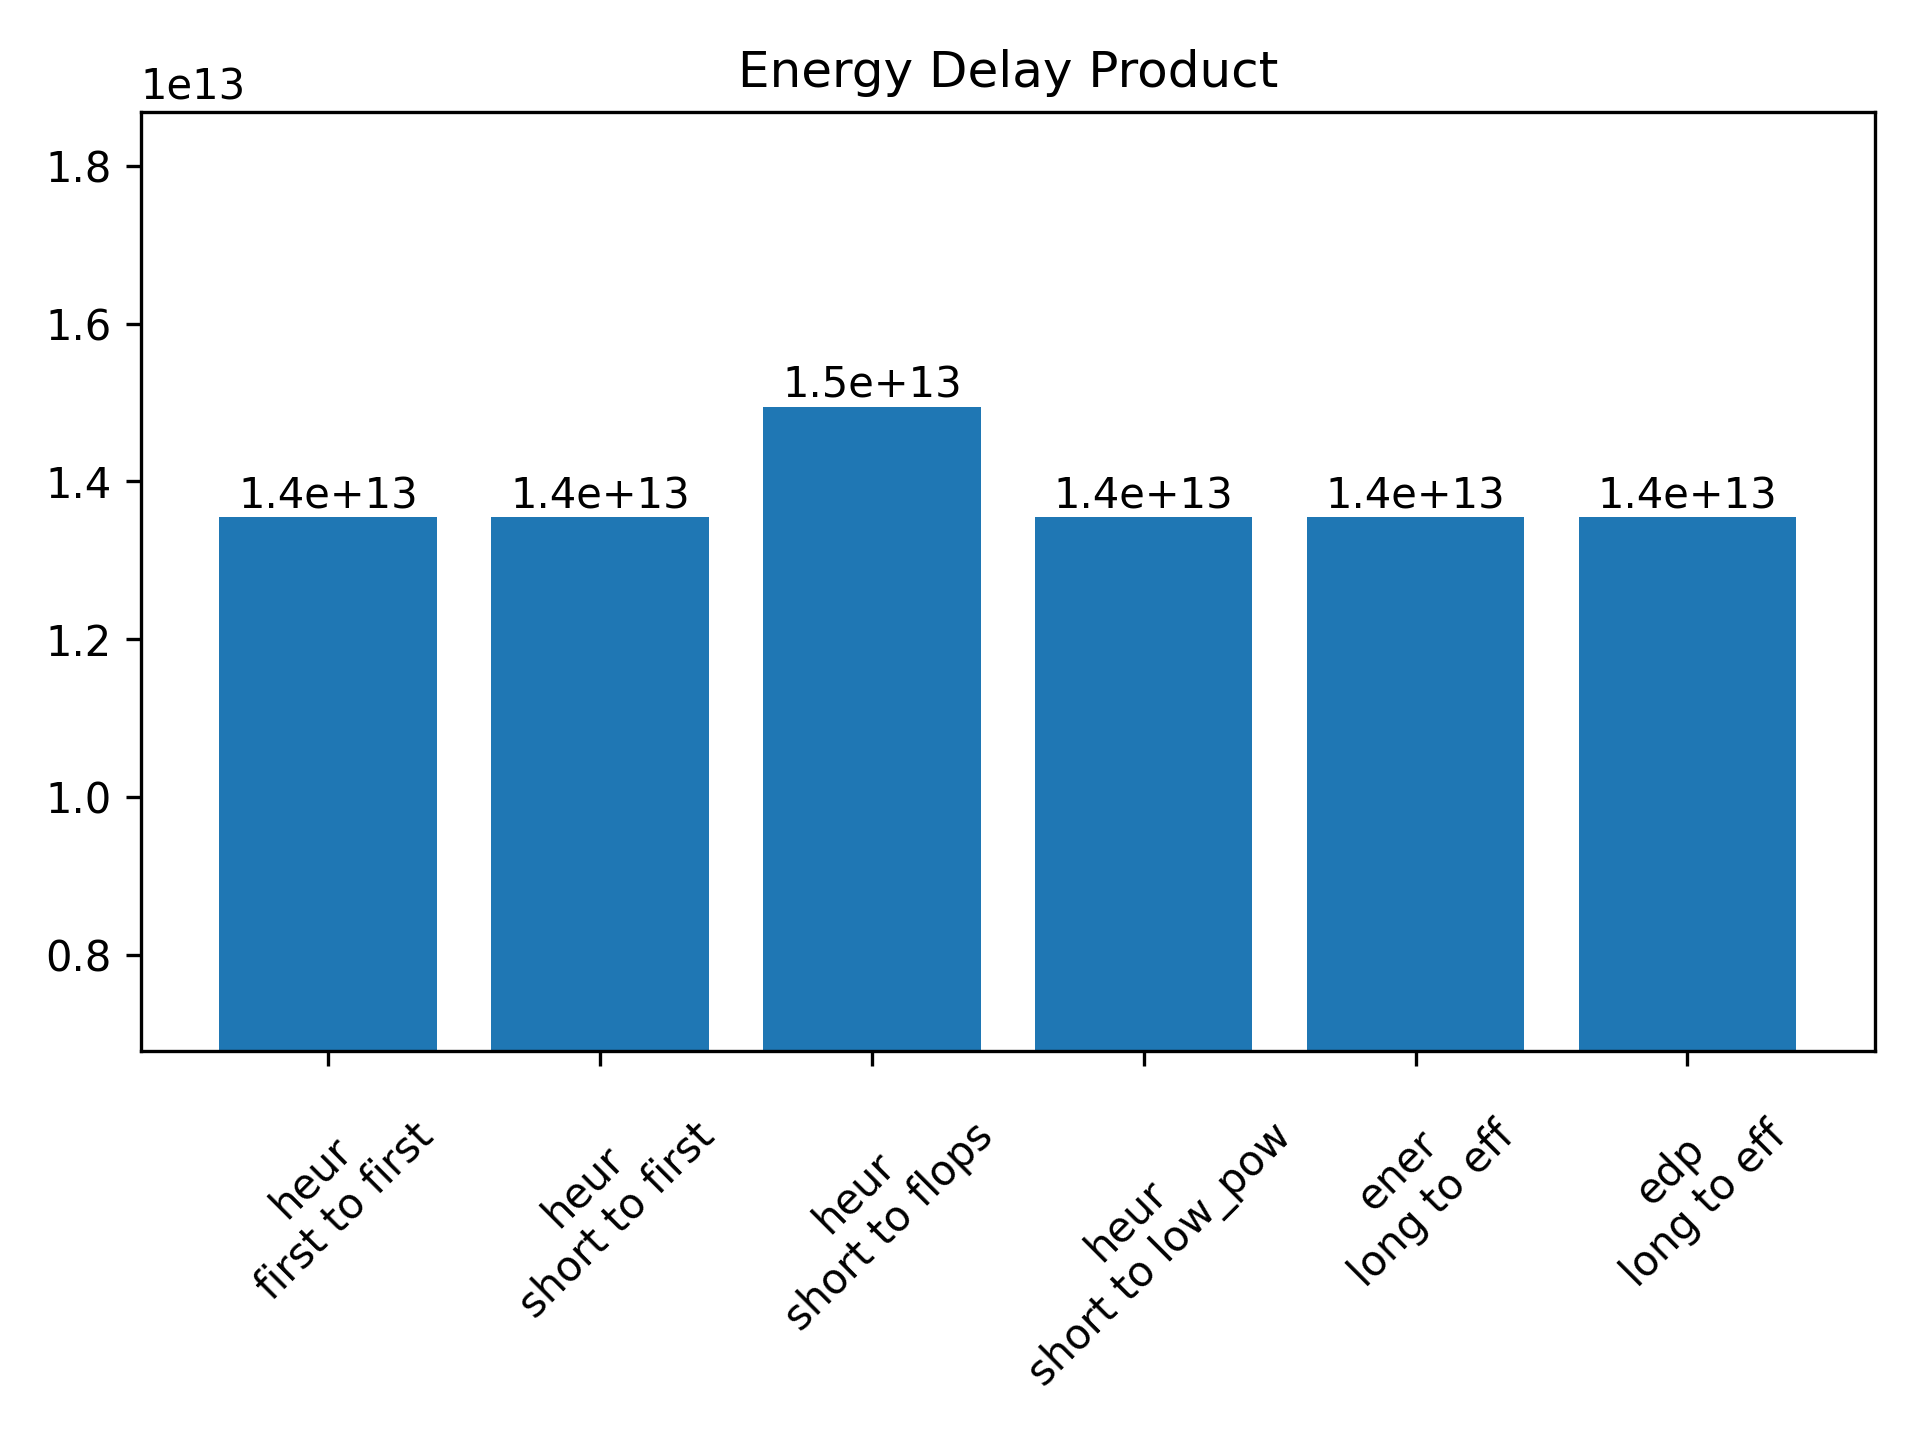 Energy Delay Product
1e13
1.8
1.6
1.4
1.2
1.0
0.8
1.4e+13
1.4e+13
1.5e+13
1.4e+13
1.4e+13
1.4e+13
heur
first to first
heur
short to first
heur
short to flops
heur
short to low_pow
ener
long to eff
edp
long to eff